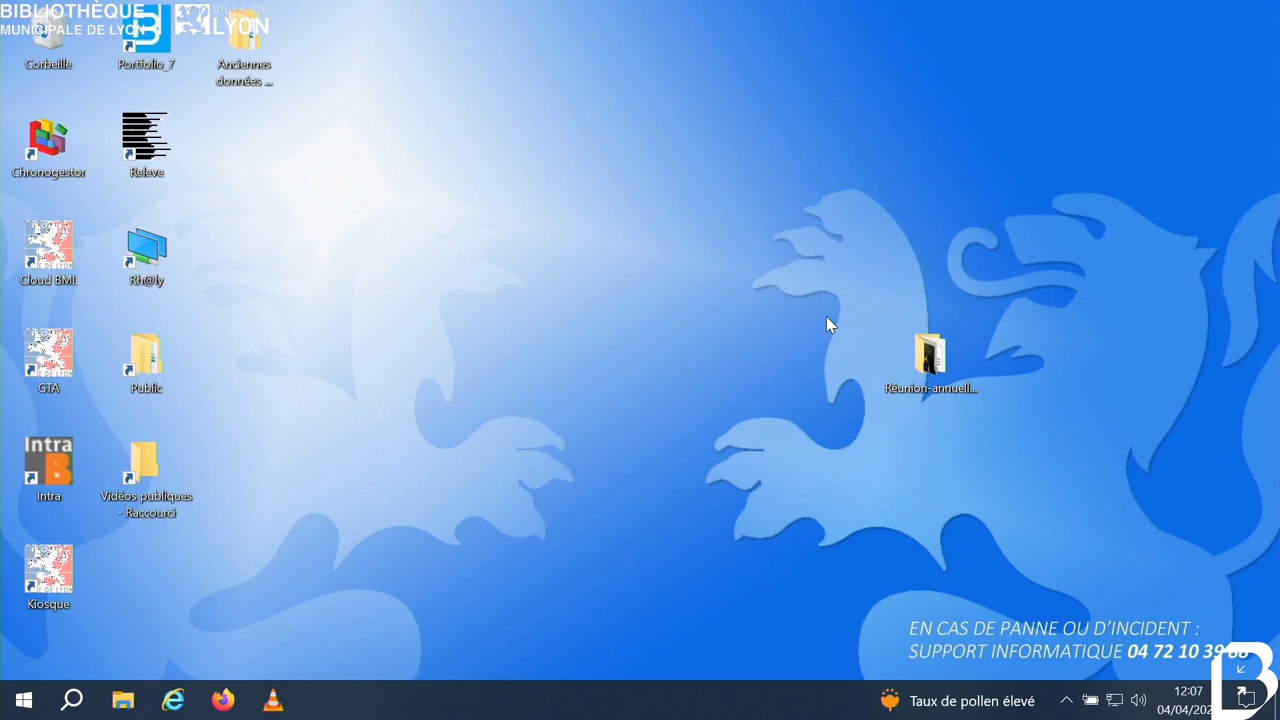 BIBLIOTHÈQUE
MUNICIPALE DE LYON
VILLE DE
LYON
Corbeille
Portfolio_7
Anciennes
données ...
Chronogestor
Releve
Cloud BML
Rh@ly
GTA
Public
Réunion-annuell...
Intra
Intra
Vidéos publiques
- Raccourci
Kiosque
EN CAS DE PANNE OU D'INCIDENT :
SUPPORT INFORMATIQUE 04 72 10 39
Taux de pollen élevé
12:07
04/04/20